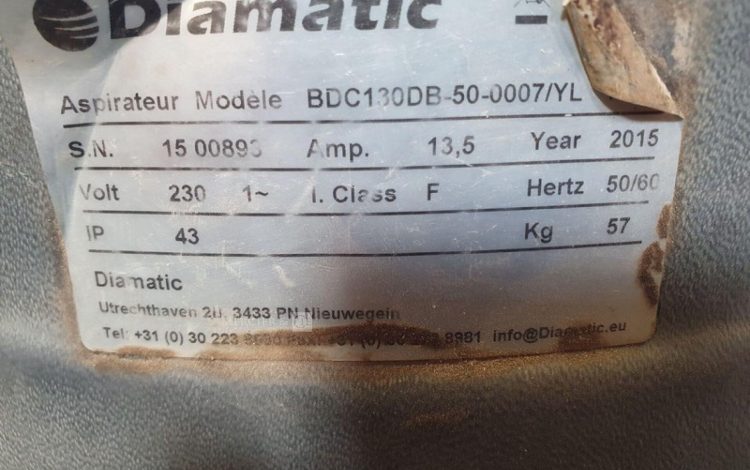 Diamatic
Aspirateur Modèle BDC130DB-50-0007/YL
S.N. 15 00893 Amp. 13,5 Year 2015
Volt 230 1~ I. Class F Hertz 50/60
IP 43 Kg 57
Diamatic
Utrechthaven 3433 PN Nieuwegein
Tel: +31 (0) 30 223 8981 info@Diamatic.eu